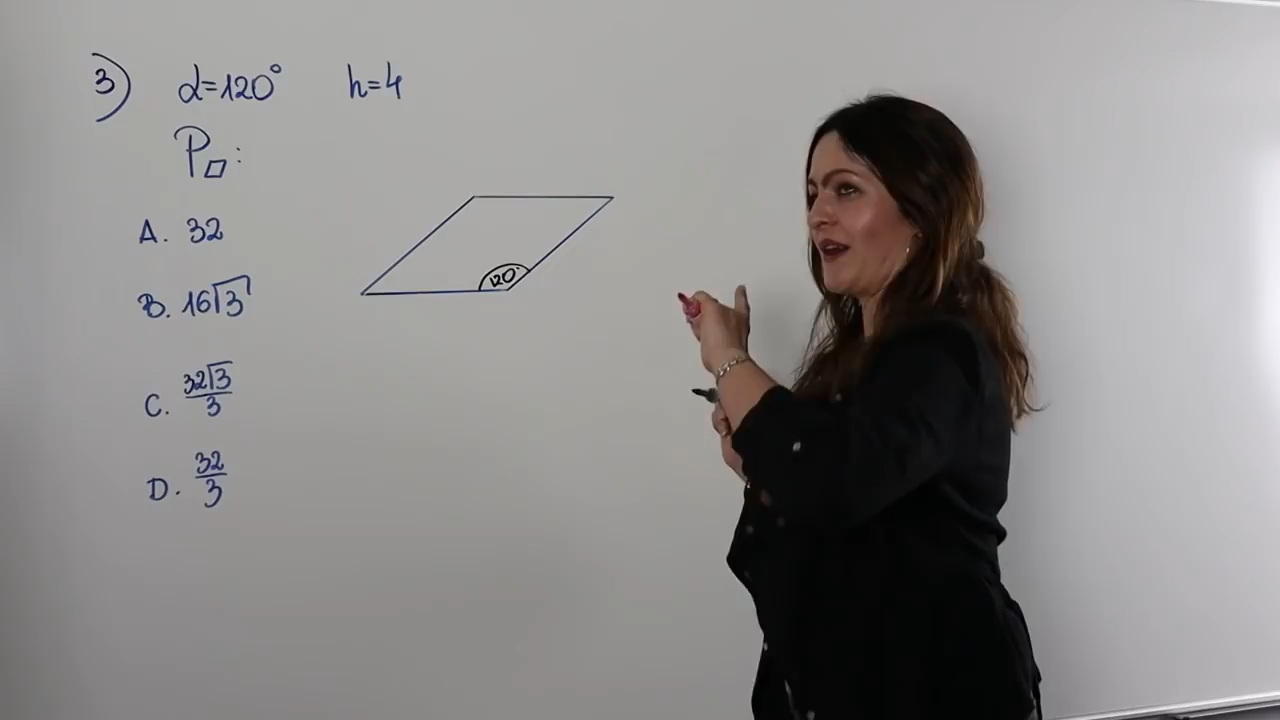 3) α=120° h=4
P▱:
A. 32
B. 16√3
C. 32√3/3
D. 32/3
120°